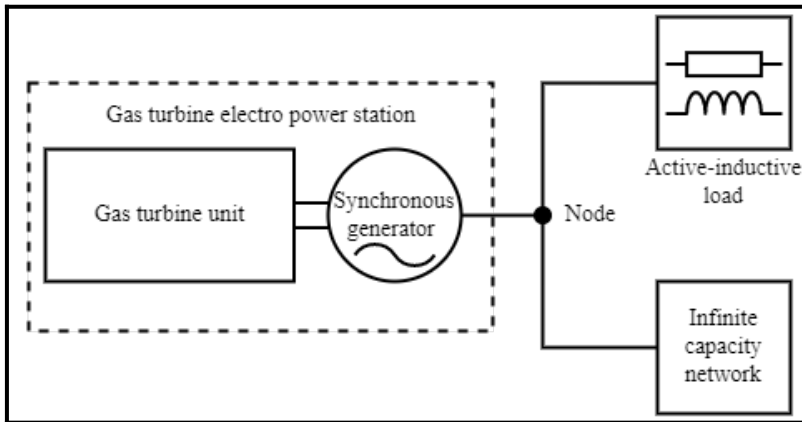 Gas turbine electro power station
Gas turbine unit
Synchronous
generator
Node
Active-inductive
load
Infinite
capacity
network